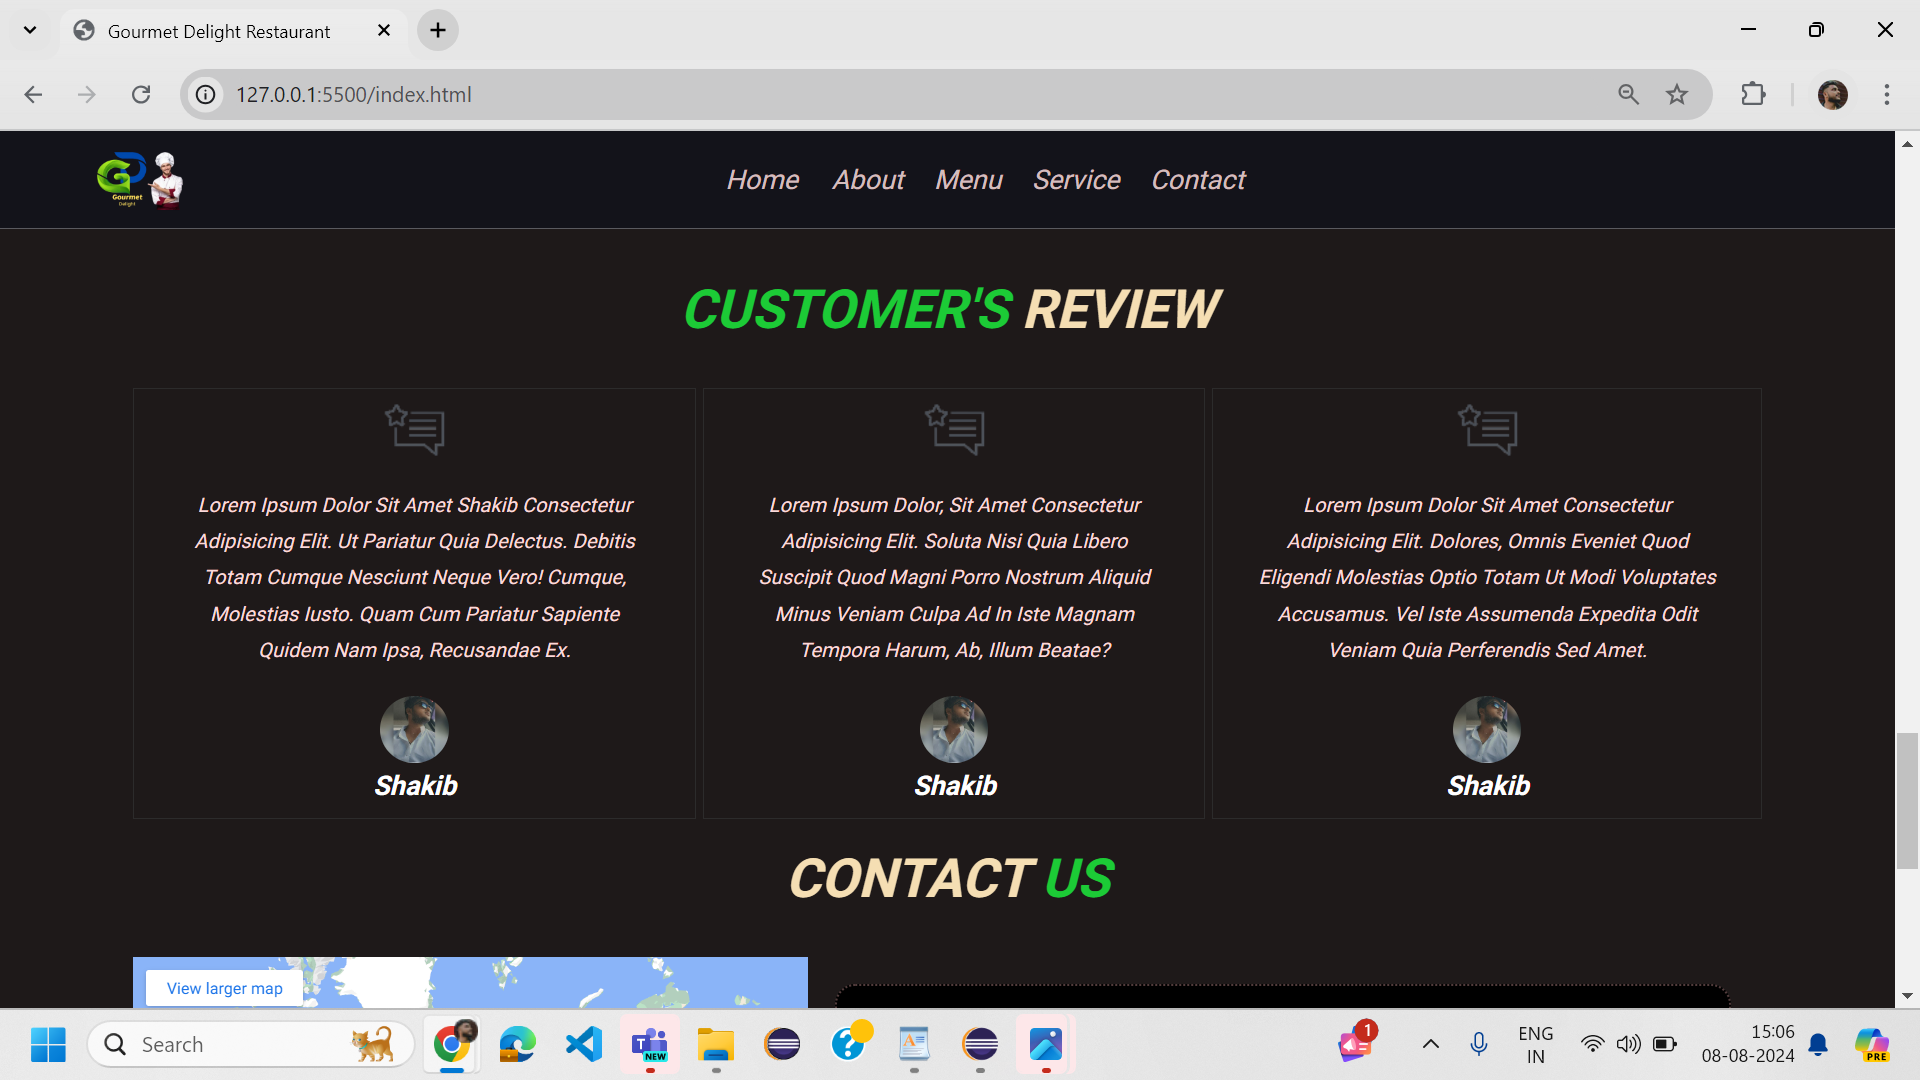 Gourmet Delight Restaurant
127.0.0.1:5500/index.html
Gourmet
Delight
Home About Menu Service Contact
CUSTOMER'S REVIEW
Lorem Ipsum Dolor Sit Amet Shakib Consectetur
Adipisicing Elit. Ut Pariatur Quia Delectus. Debitis
Totam Cumque Nesciunt Neque Vero! Cumque,
Molestias Iusto. Quam Cum Pariatur Sapiente
Quidem Nam Ipsa, Recusandae Ex.
Shakib
Lorem Ipsum Dolor, Sit Amet Consectetur
Adipisicing Elit. Soluta Nisi Quia Libero
Suscipit Quod Magni Porro Nostrum Aliquid
Minus Veniam Culpa Ad In Iste Magnam
Tempora Harum, Ab, Illum Beatae?
Shakib
Lorem Ipsum Dolor Sit Amet Consectetur
Adipisicing Elit. Dolores, Omnis Eveniet Quod
Eligendi Molestias Optio Totam Ut Modi Voluptates
Accusamus. Vel Iste Assumenda Expedita Odit
Veniam Quia Perferendis Sed Amet.
Shakib
CONTACT US
View larger map
Search
NEW
1
ENG
IN
15:06
08-08-2024
PRE